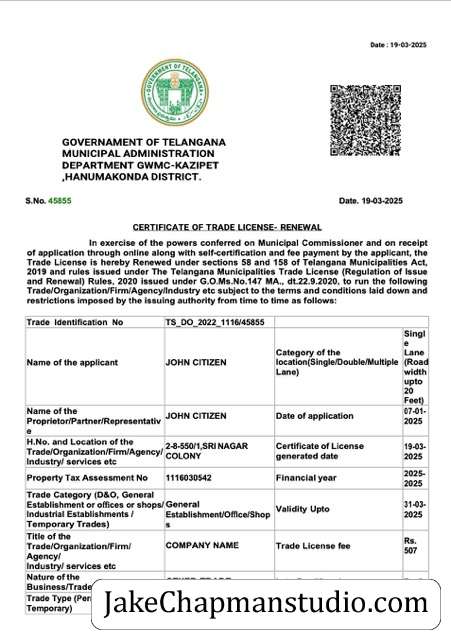 Date : 19-03-2025
GOVERNMENT OF TELANGANA
GOVERNAMENT OF TELANGANA
MUNICIPAL ADMINISTRATION
DEPARTMENT GWMC-KAZIPET
,HANUMAKONDA DISTRICT.
S.No. 45855
Date. 19-03-2025
CERTIFICATE OF TRADE LICENSE- RENEWAL
In exercise of the powers conferred on Municipal Commissioner and on receipt
of application through online along with self-certification and fee payment by the applicant, the
Trade License is hereby Renewed under sections 58 and 158 of Telangana Municipalities Act,
2019 and rules issued under The Telangana Municipalities Trade License (Regulation of Issue
and Renewal) Rules, 2020 issued under G.O.Ms.No.147 MA., dt.22.9.2020, to run the following
Trade/Organization/Firm/Agency/Industry etc subject to the terms and conditions laid down and
restrictions imposed by the issuing authority from time to time as follows:
Trade Identification No
TS_DO_2022_1116/45855
Name of the applicant
JOHN CITIZEN
Category of the
location(Single/Double/Multiple
Lane)
Singl
e
Lane
(Road
width
upto
20
Feet)
Name of the
Proprietor/Partner/Representativ
e
JOHN CITIZEN
Date of application
07-01-
2025
H.No. and Location of the
Trade/Organization/Firm/Agency/
Industry/ services etc
2-8-550/1,SRI NAGAR
COLONY
Certificate of License
generated date
19-03-
2025
Property Tax Assessment No
1116030542
Financial year
2025-
2025
Trade Category (D&O, General
Establishment or offices or shops/
Industrial Establishments /
Temporary Trades)
General
Establishment/Office/Shop
s
Validity Upto
31-03-
2025
Title of the
Trade/Organization/Firm/
Agency/
Industry/ services etc
COMPANY NAME
Trade License fee
Rs.
507
Nature of the
Business/Trade
Trade Type (Per
Temporary)
JakeChapmanstudio.com